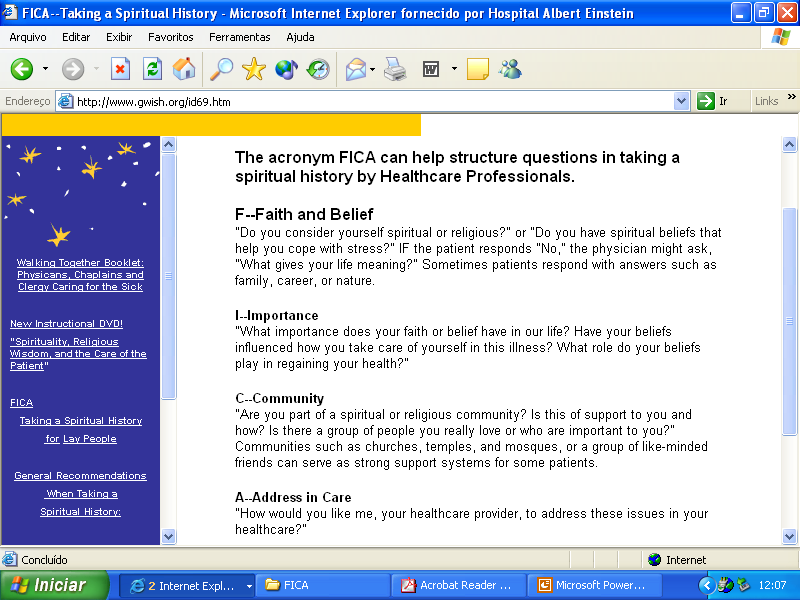 FICA--Taking a Spiritual History - Microsoft Internet Explorer fornecido por Hospital Albert Einstein
Arquivo Editar Exibir Favoritos Ferramentas Ajuda
Endereço http://www.gwish.org/id69.htm Ir Links »
Walking Together Booklet:
Physicans, Chaplains and
Clergy Caring for the Sick
New Instructional DVD!
"Spirituality, Religious
Wisdom, and the Care of the
Patient"
FICA
Taking a Spiritual History
for Lay People
General Recommendations
When Taking a
Spiritual History:
The acronym FICA can help structure questions in taking a
spiritual history by Healthcare Professionals.
F--Faith and Belief
"Do you consider yourself spiritual or religious?" or "Do you have spiritual beliefs that
help you cope with stress?" IF the patient responds "No," the physician might ask,
"What gives your life meaning?" Sometimes patients respond with answers such as
family, career, or nature.
I--Importance
"What importance does your faith or belief have in our life? Have your beliefs
influenced how you take care of yourself in this illness? What role do your beliefs
play in regaining your health?"
C--Community
"Are you part of a spiritual or religious community? Is this of support to you and
how? Is there a group of people you really love or who are important to you?"
Communities such as churches, temples, and mosques, or a group of like-minded
friends can serve as strong support systems for some patients.
A--Address in Care
"How would you like me, your healthcare provider, to address these issues in your
healthcare?"
Concluído Internet
Iniciar 2 Internet Expl... FICA Acrobat Reader ... Microsoft Power... 12:07